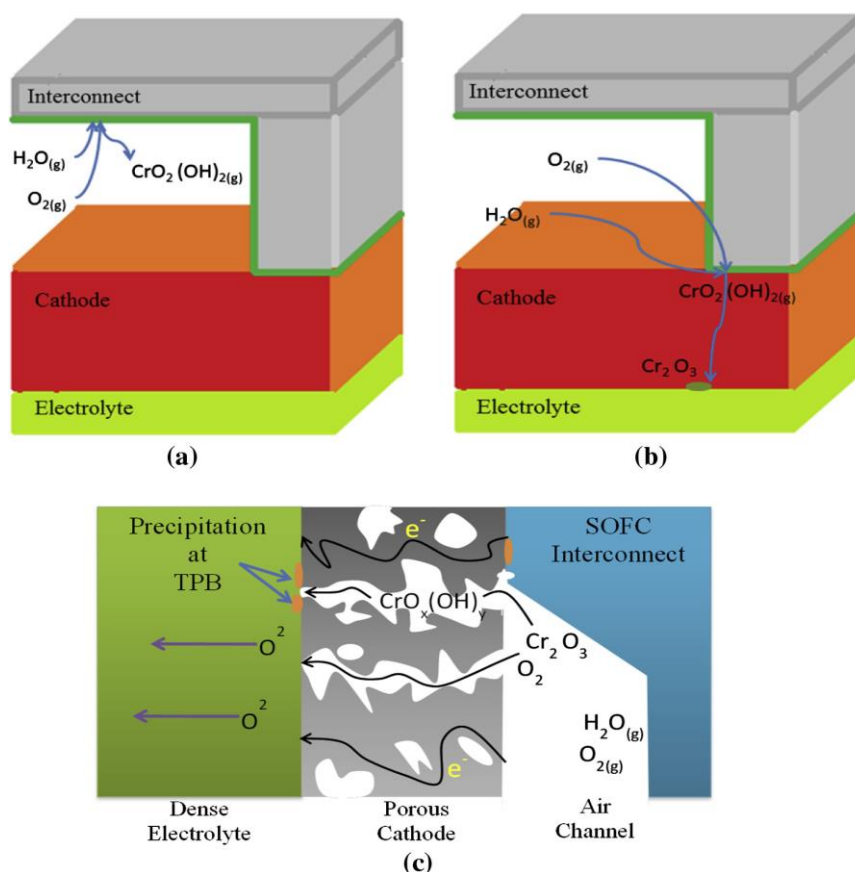 Interconnect
H₂O(g)
CrO₂ (OH)₂(g)
O₂(g)
Cathode
Electrolyte
(a)
Interconnect
O₂(g)
H₂O(g)
Cathode
CrO₂ (OH)₂(g)
Cr₂ O₃
Electrolyte
(b)
Precipitation
at
TPB
e⁻
SOFC
Interconnect
CrOₓ(OH)ᵧ
Cr₂ O₃
O₂
O²
O²
H₂O(g)
O₂(g)
e⁻
Dense
Electrolyte
Porous
Cathode
Air
Channel
(c)